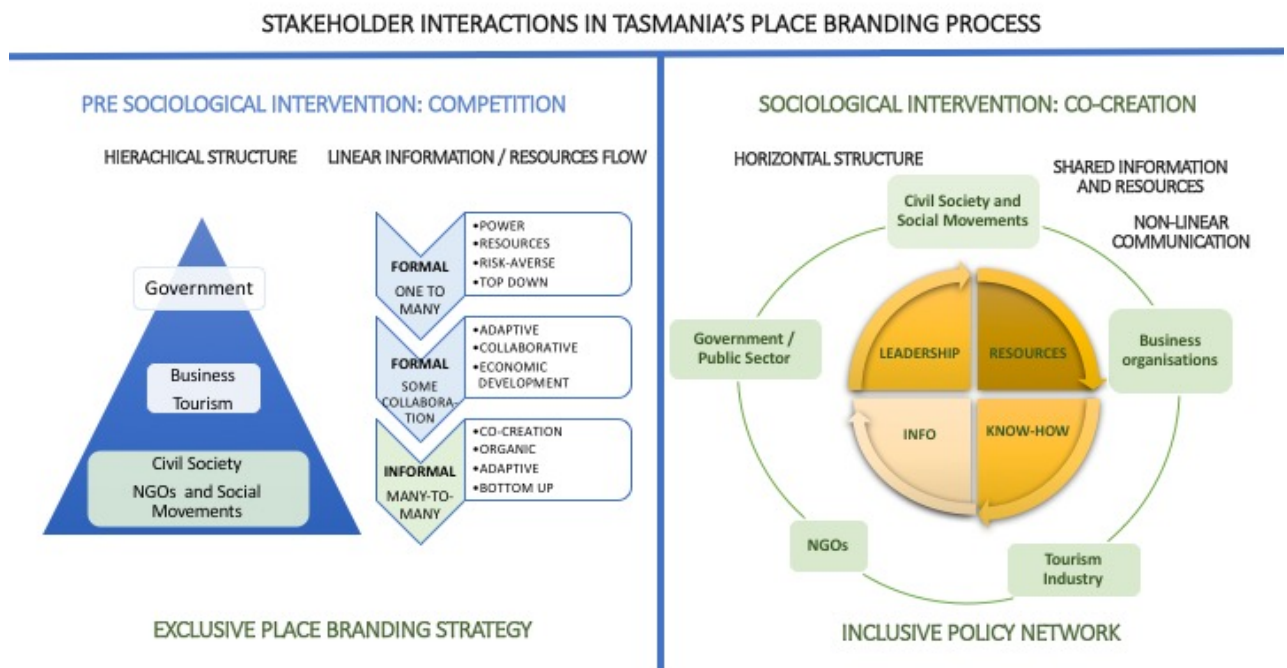 STAKEHOLDER INTERACTIONS IN TASMANIA'S PLACE BRANDING PROCESS
PRE SOCIOLOGICAL INTERVENTION: COMPETITION
HIERACHICAL STRUCTURE
LINEAR INFORMATION / RESOURCES FLOW
Government
Business
Tourism
Civil Society
NGOs and Social
Movements
FORMAL
ONE TO
MANY
•POWER
•RESOURCES
•RISK-AVERSE
•TOP DOWN
FORMAL
SOME
COLLABORA-
TION
•ADAPTIVE
•COLLABORATIVE
•ECONOMIC
DEVELOPMENT
INFORMAL
MANY-TO-
MANY
•CO-CREATION
•ORGANIC
•ADAPTIVE
•BOTTOM UP
EXCLUSIVE PLACE BRANDING STRATEGY
SOCIOLOGICAL INTERVENTION: CO-CREATION
HORIZONTAL STRUCTURE
SHARED INFORMATION
AND RESOURCES
NON-LINEAR
COMMUNICATION
Civil Society and
Social Movements
Government /
Public Sector
Business
organisations
LEADERSHIP
RESOURCES
INFO
KNOW-HOW
NGOs
Tourism
Industry
INCLUSIVE POLICY NETWORK